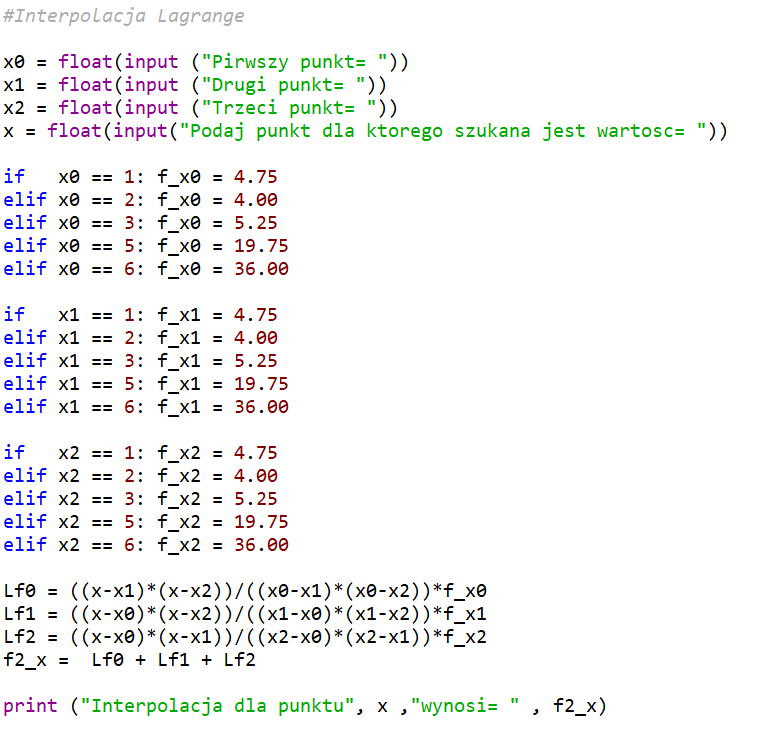 #Interpolacja Lagrange
x0 = float(input ("Pirwszy punkt= "))
x1 = float(input ("Drugi punkt= "))
x2 = float(input ("Trzeci punkt= "))
x = float(input("Podaj punkt dla ktorego szukana jest wartosc= "))
if   x0 == 1: f_x0 = 4.75
elif x0 == 2: f_x0 = 4.00
elif x0 == 3: f_x0 = 5.25
elif x0 == 5: f_x0 = 19.75
elif x0 == 6: f_x0 = 36.00
if   x1 == 1: f_x1 = 4.75
elif x1 == 2: f_x1 = 4.00
elif x1 == 3: f_x1 = 5.25
elif x1 == 5: f_x1 = 19.75
elif x1 == 6: f_x1 = 36.00
if   x2 == 1: f_x2 = 4.75
elif x2 == 2: f_x2 = 4.00
elif x2 == 3: f_x2 = 5.25
elif x2 == 5: f_x2 = 19.75
elif x2 == 6: f_x2 = 36.00
Lf0 = ((x-x1)*(x-x2))/((x0-x1)*(x0-x2))*f_x0
Lf1 = ((x-x0)*(x-x2))/((x1-x0)*(x1-x2))*f_x1
Lf2 = ((x-x0)*(x-x1))/((x2-x0)*(x2-x1))*f_x2
f2_x =  Lf0 + Lf1 + Lf2
print ("Interpolacja dla punktu", x ,"wynosi= " , f2_x)